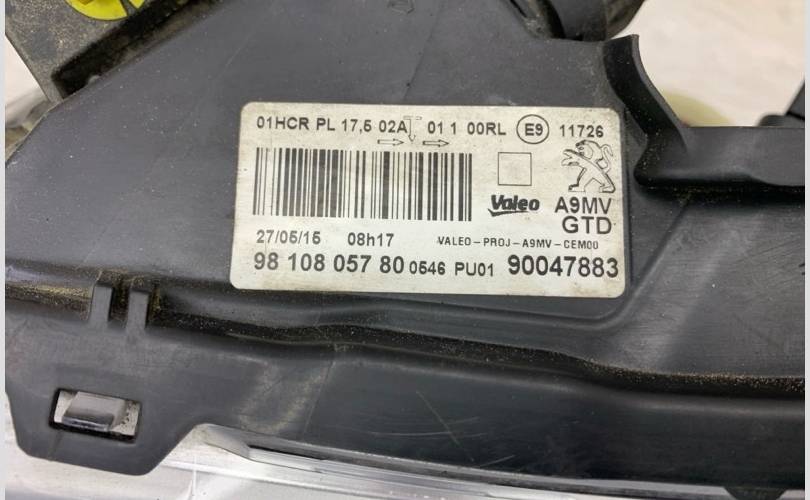 01HCR PL 17,5 02A 01 1 00RL E9 11726
Valeo A9MV
GTD
27/05/15 08h17 VALEO-PROJ-A9MV-CEM00
98 108 057 80 0546 PU01 90047883